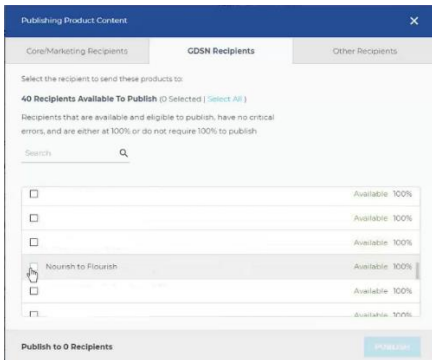 Publishing Product Content
Core/Marketing Recipients GDSN Recipients Other Recipients
Select the recipient to send these products to:
40 Recipients Available To Publish (0 Selected | Select All )
Recipients that are available and eligible to publish, have no critical
errors, and are either at 100% or do not require 100% to publish
Search
Available 100%
Available 100%
Available 100%
Nourish to Flourish Available 100%
Available 100%
Available 100%
Publish to 0 Recipients PUBLISH